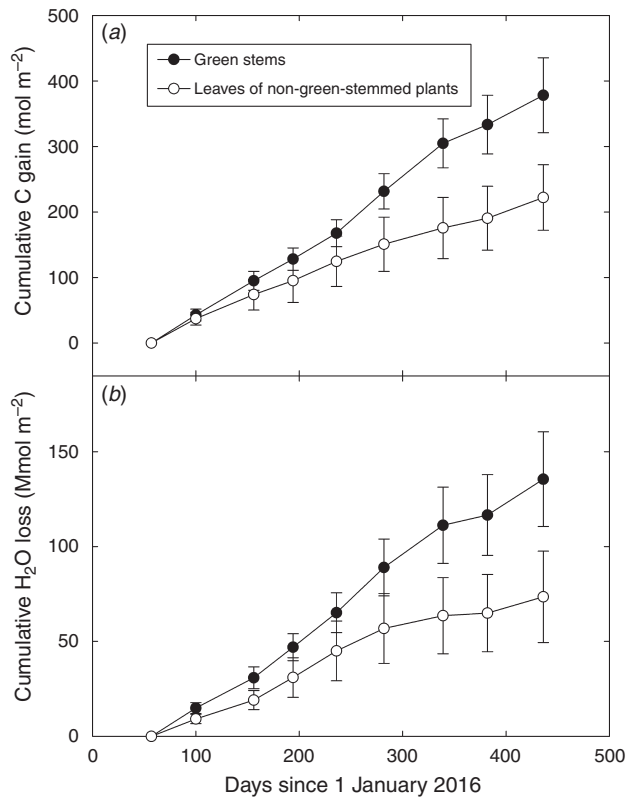 500
(a)
Green stems
Leaves of non-green-stemmed plants
400
300
200
100
0
Cumulative C gain (mol m⁻²)
(b)
150
100
50
0
Cumulative H₂O loss (Mmol m⁻²)
0 100 200 300 400 500
Days since 1 January 2016